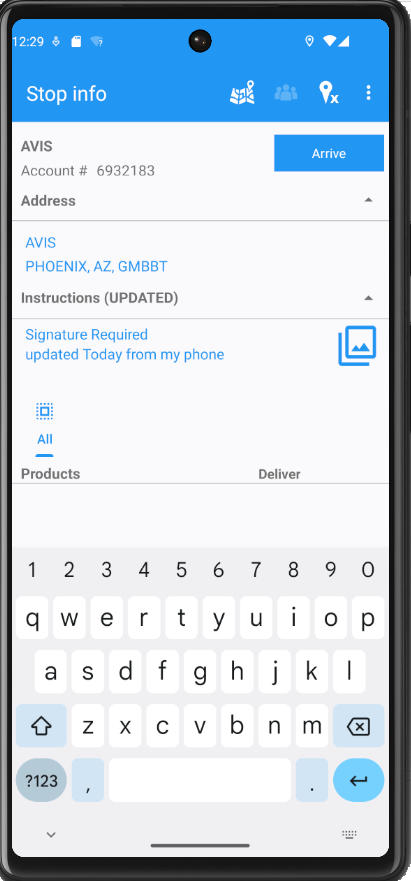 12:29
Stop info
AVIS
Arrive
Account # 6932183
Address
AVIS
PHOENIX, AZ, GMBBT
Instructions (UPDATED)
Signature Required
updated Today from my phone
All
Products Deliver
1 2 3 4 5 6 7 8 9 0
q w e r t y u i o p
a s d f g h j k l
z x c v b n m
?123 , .